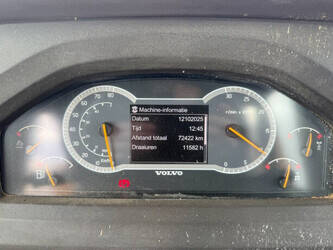 Machine-informatie
Datum 12102025
Tijd 12:45
Afstand totaal 72422 km
Draaiuren 11582 h
VOLVO